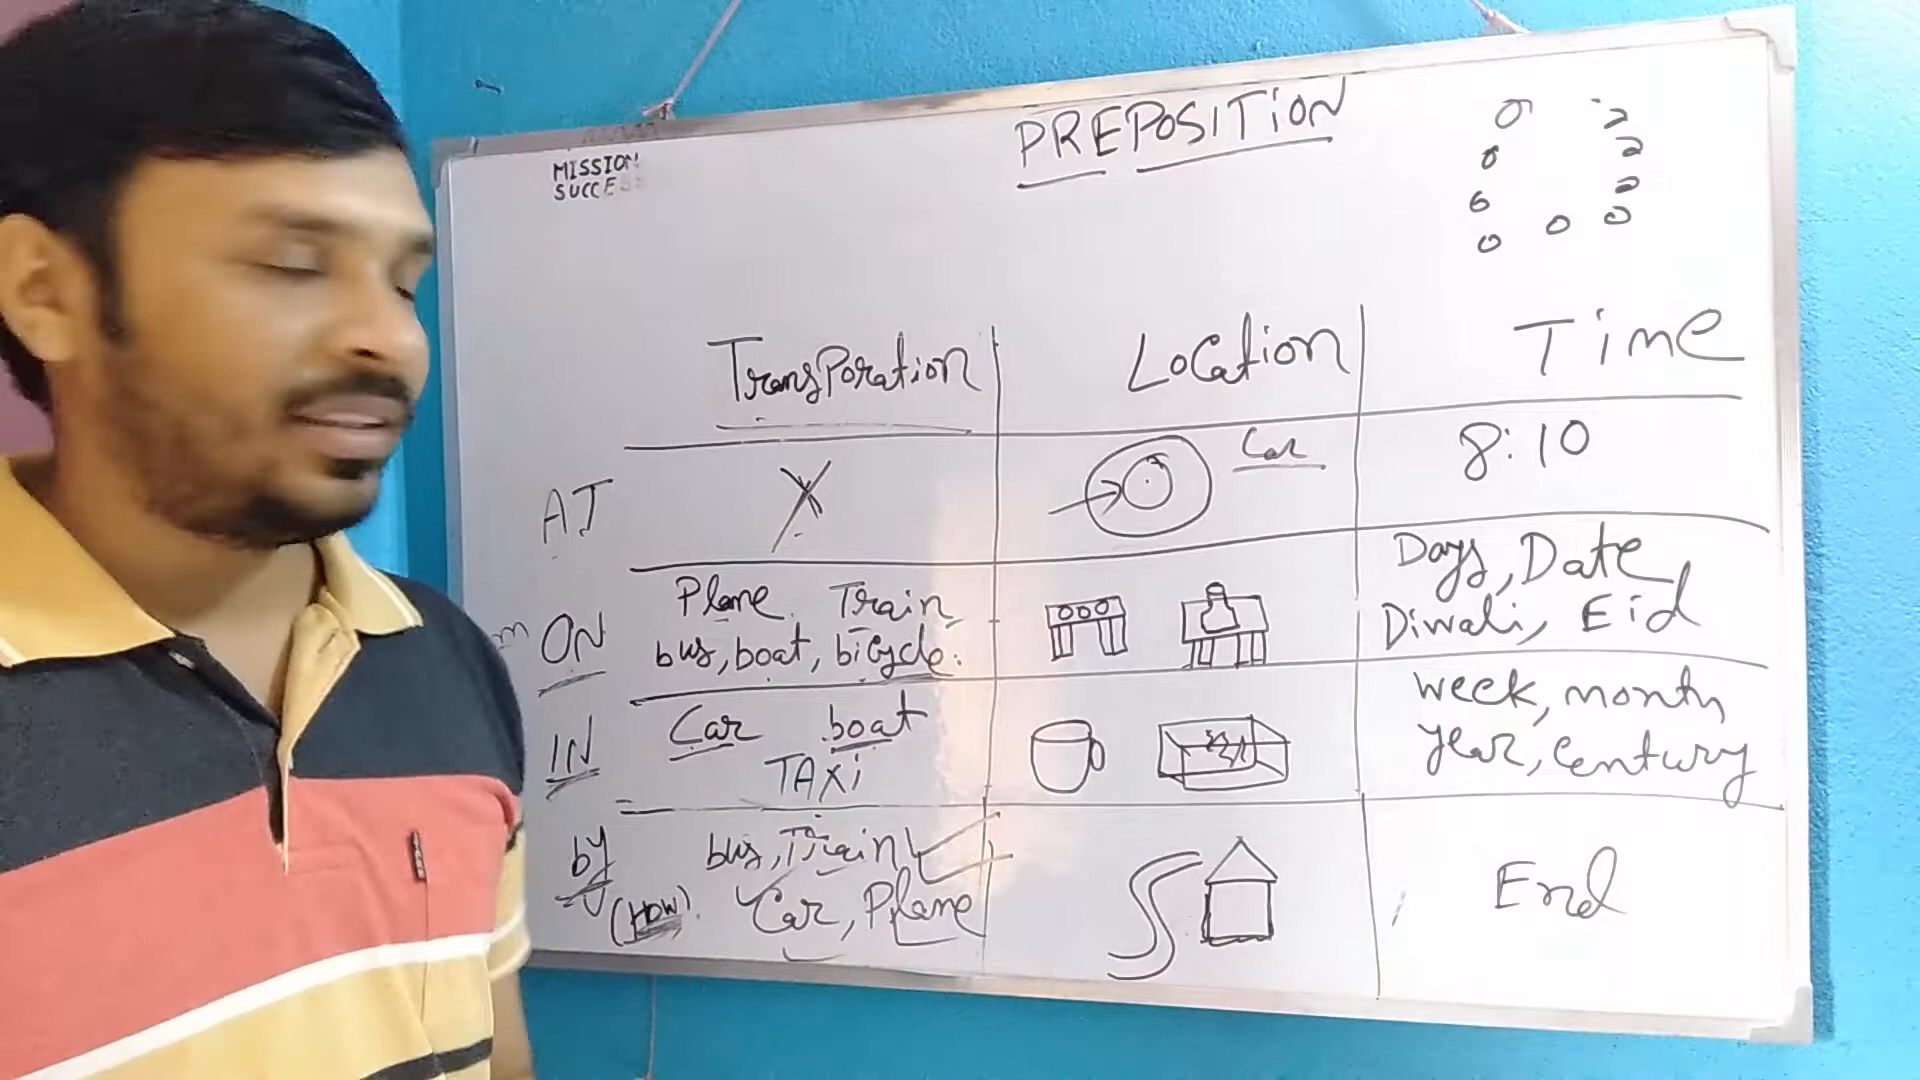 MISSION
SUCCESS
PREPOSITION
TransPoration Location Time
AT X Car 8:10
ON Plane Train Days, Date
bus, boat, bicycle. Diwali, Eid
IN Car boat week, month
TAXi year, century
by bus, Train
(HOW). Car, Plane End